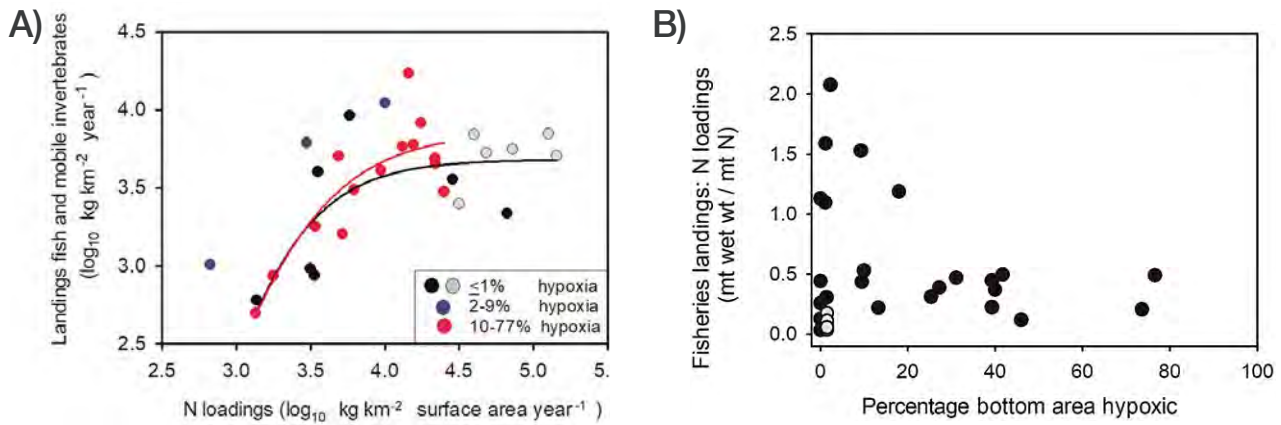 A)
Landings fish and mobile invertebrates
(log10 kg km-2 year-1)
4.5
4.0
3.5
3.0
2.5
≤1% hypoxia
2-9% hypoxia
10-77% hypoxia
2.5 3.0 3.5 4.0 4.5 5.
N loadings (log10 kg km-2 surface area year-1)
B)
Fisheries landings: N loadings
(mt wet wt / mt N)
2.5
2.0
1.5
1.0
0.5
0.0
0 20 40 60 80 100
Percentage bottom area hypoxic